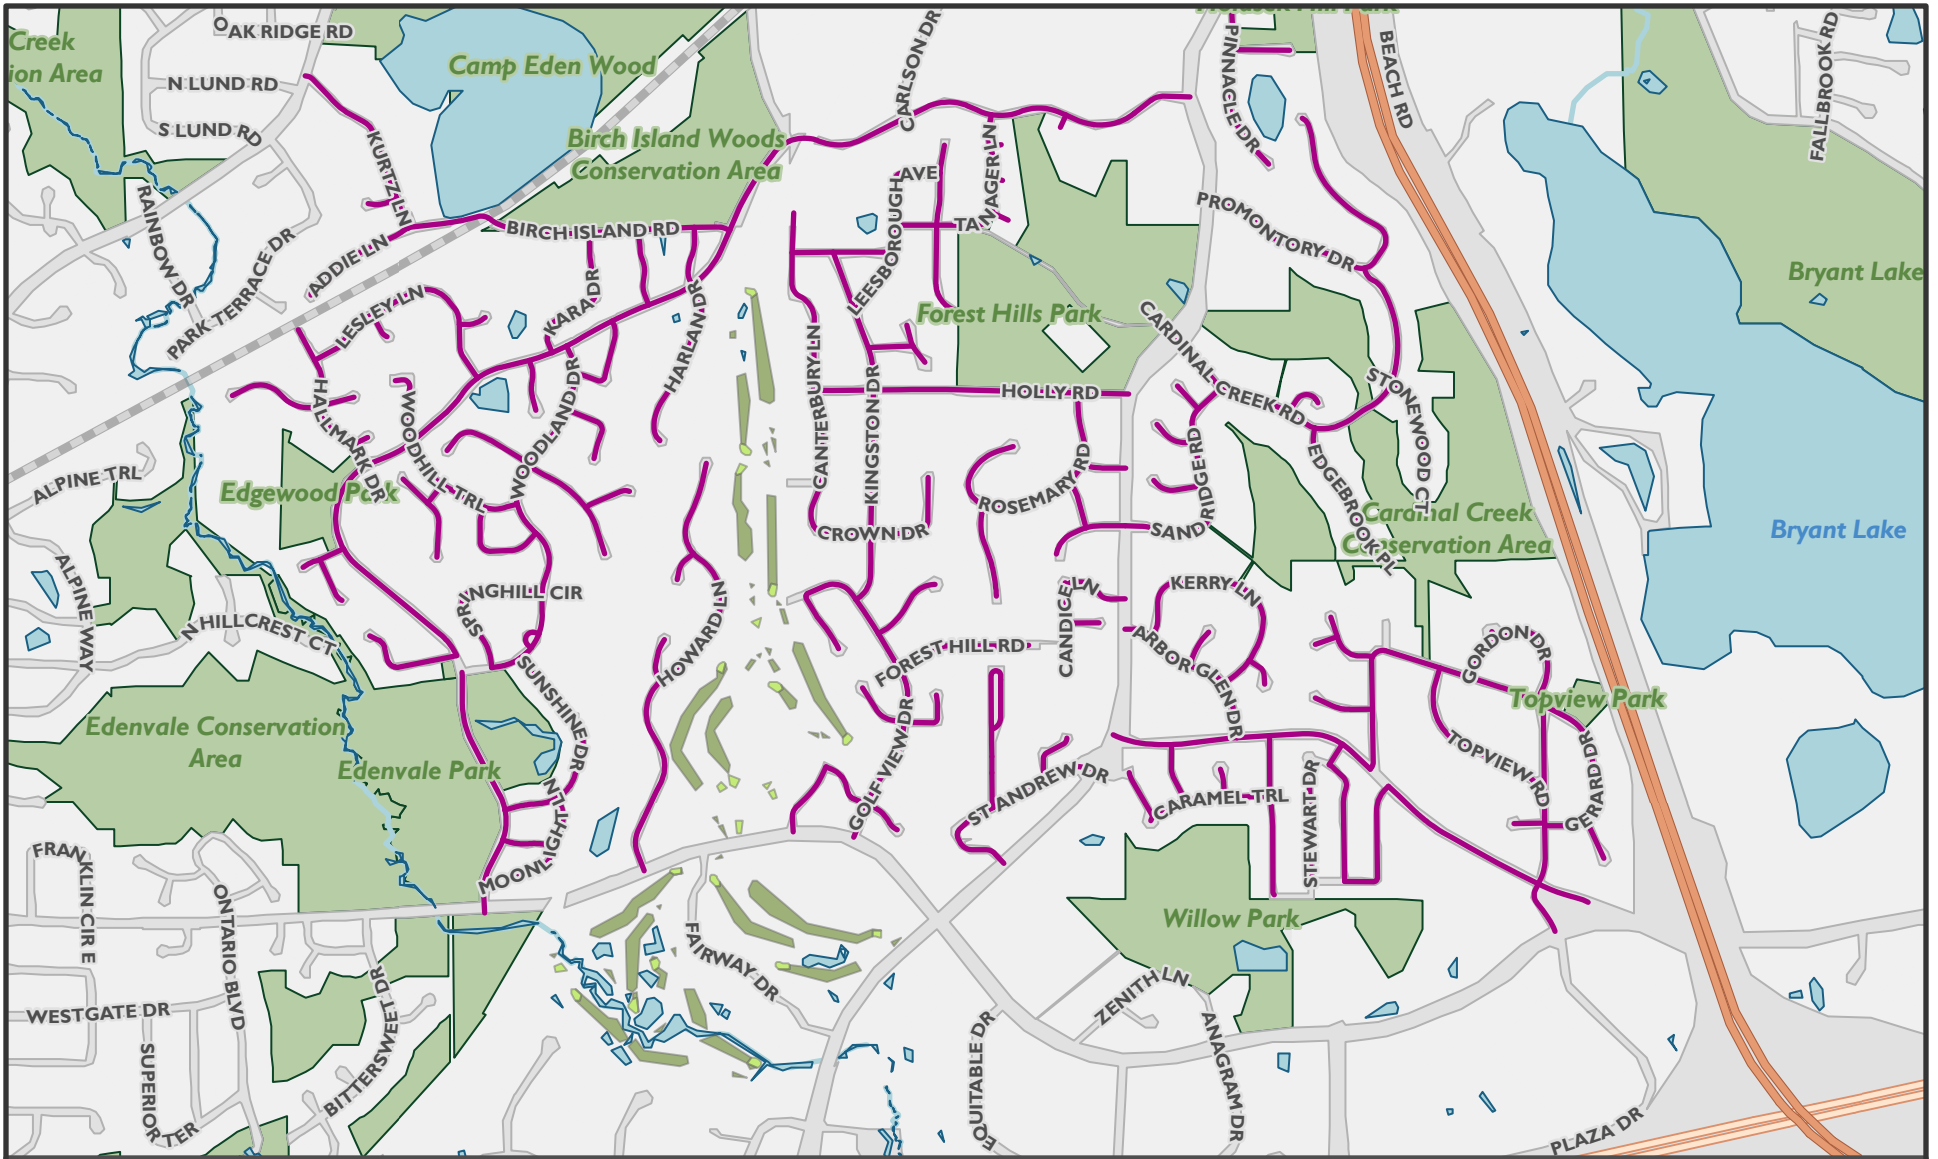 OAK RIDGE RD
Creek
ion Area
N LUND RD
S LUND RD
Camp Eden Wood
Birch Island Woods
Conservation Area
CARLSON DR
PINNACLE DR
BEACH RD
FALLBROOK RD
KURTZ LN
RAINBOW DR
PARK TERRACE DR
ADDIE LN
BIRCH ISLAND RD
AVE
TANAGER LN
TA
LEESBOROUGH
LEESBOROUGH
PROMONTORY DR
Bryant Lake
LESLEY LN
KARA DR
HARLAN DR
Forest Hills Park
CARDINAL CREEK RD
CANTERBURY LN
KINGSTON DR
HOLLY RD
STONEWOOD CT
HALLMARK DR
WOODHILL TRL
WOODLAND DR
ALPINE TRL
Edgewood Park
ROSEMARY RD
SAND RIDGE RD
EDGEBROOK PL
Cardinal Creek
Conservation Area
Bryant Lake
CROWN DR
ALPINE WAY
N HILLCREST CT
SPRINGHILL CIR
HOWARD LN
CANDICE LN
KERRY LN
FOREST HILL RD
ARBOR GLEN DR
GORDON DR
SUNSHINE DR
Topview Park
Edenvale Conservation
Area
Edenvale Park
GOLF VIEW DR
TOPVIEW RD
GERARD DR
ST ANDREW DR
CARAMEL TRL
STEWART DR
MOONLIGHT LN
FRANKLIN CIR E
ONTARIO BLVD
Willow Park
FAIRWAY DR
BITTERSWEET DR
WESTGATE DR
ZENITH LN
SUPERIOR TER
EQUITABLE DR
ANAGRAM DR
PLAZA DR